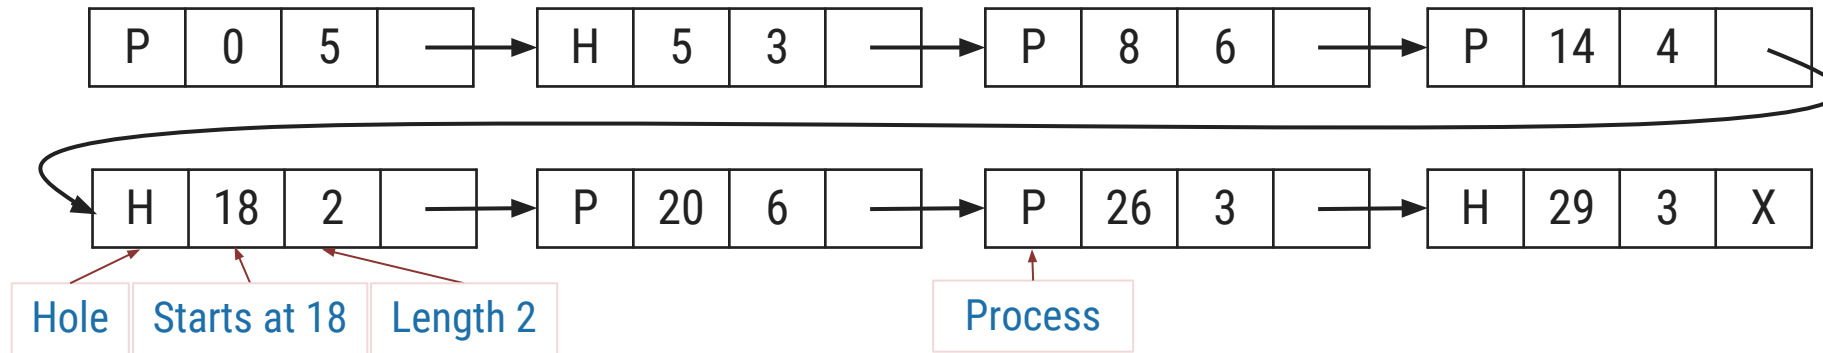 P 0 5 H 5 3 P 8 6 P 14 4
H 18 2 P 20 6 P 26 3 H 29 3 X
Hole Starts at 18 Length 2 Process